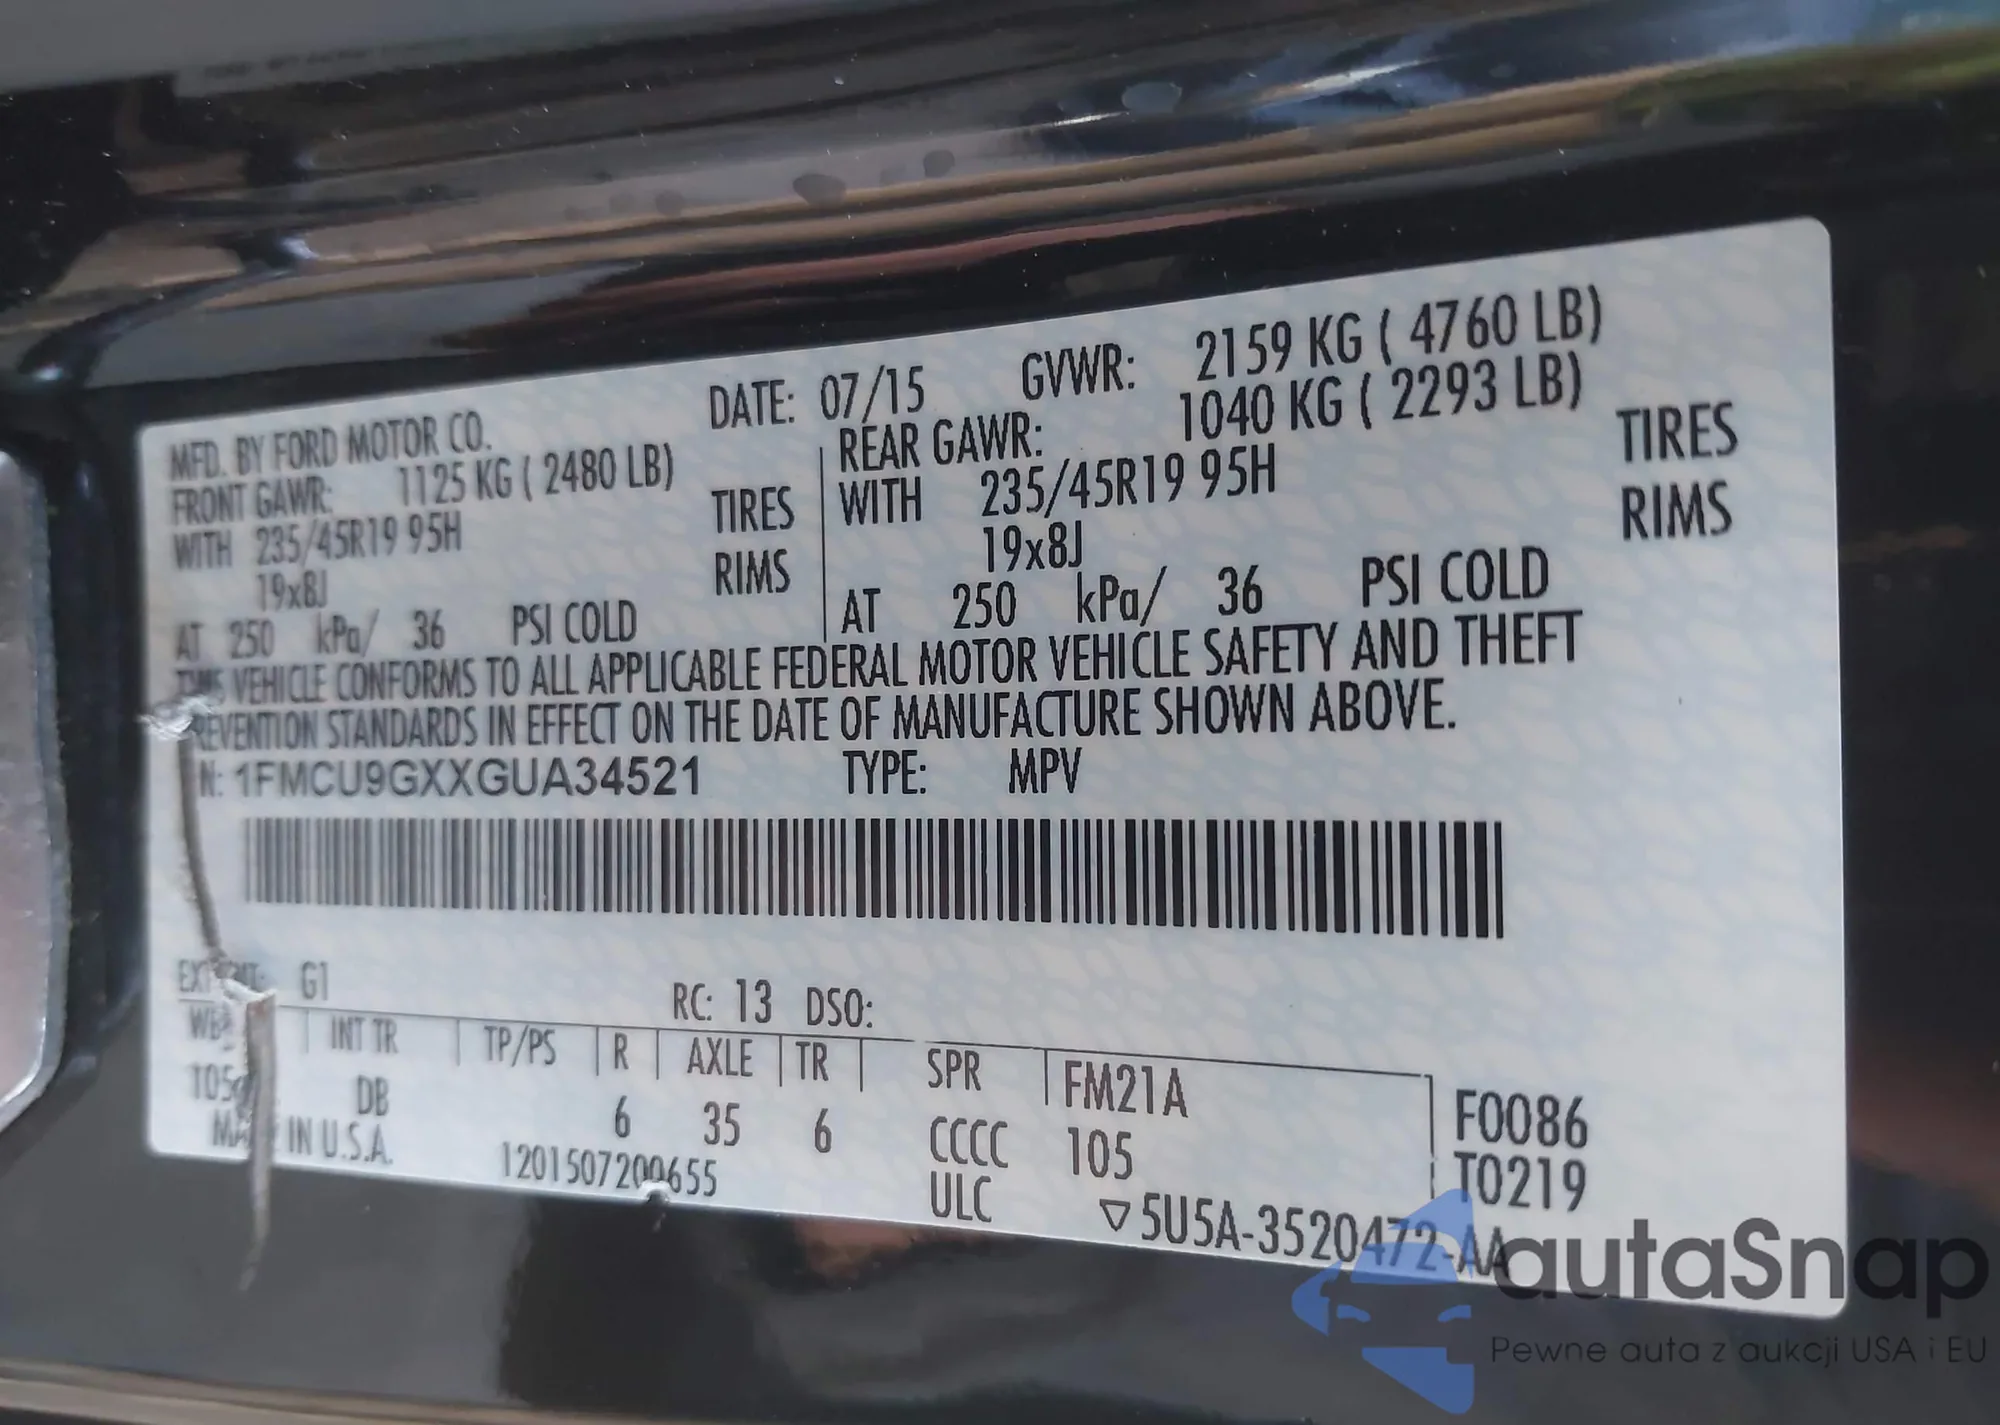 MFD. BY FORD MOTOR CO. DATE: 07/15 GVWR: 2159 KG ( 4760 LB)
FRONT GAWR: 1125 KG ( 2480 LB) REAR GAWR: 1040 KG ( 2293 LB)
WITH 235/45R19 95H TIRES WITH 235/45R19 95H TIRES
19x8J RIMS 19x8J RIMS
AT 250 kPa/ 36 PSI COLD AT 250 kPa/ 36 PSI COLD
THIS VEHICLE CONFORMS TO ALL APPLICABLE FEDERAL MOTOR VEHICLE SAFETY AND THEFT
REVENTION STANDARDS IN EFFECT ON THE DATE OF MANUFACTURE SHOWN ABOVE.
N: 1FMCU9GXXGUA34521 TYPE: MPV
G1 RC: 13 DSO:
WB INT TR TP/PS R AXLE TR SPR FM21A
105 DB 6 35 6 CCCC 105 F0086
IN U.S.A. 1201507200655 ULC T0219
▽5U5A-3520472-AA
autaSnap
Pewne auta z aukcji USA i EU